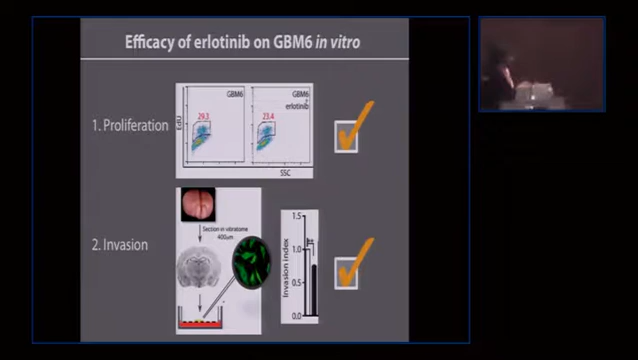 Efficacy of erlotinib on GBM6 in vitro
1. Proliferation
EdU
29.3
GBM6
23.4
GBM6
erlotinib
SSC
2. Invasion
Section in vibratome
400μm
Invasion index
1.5
1.0
0.5
0.0
**